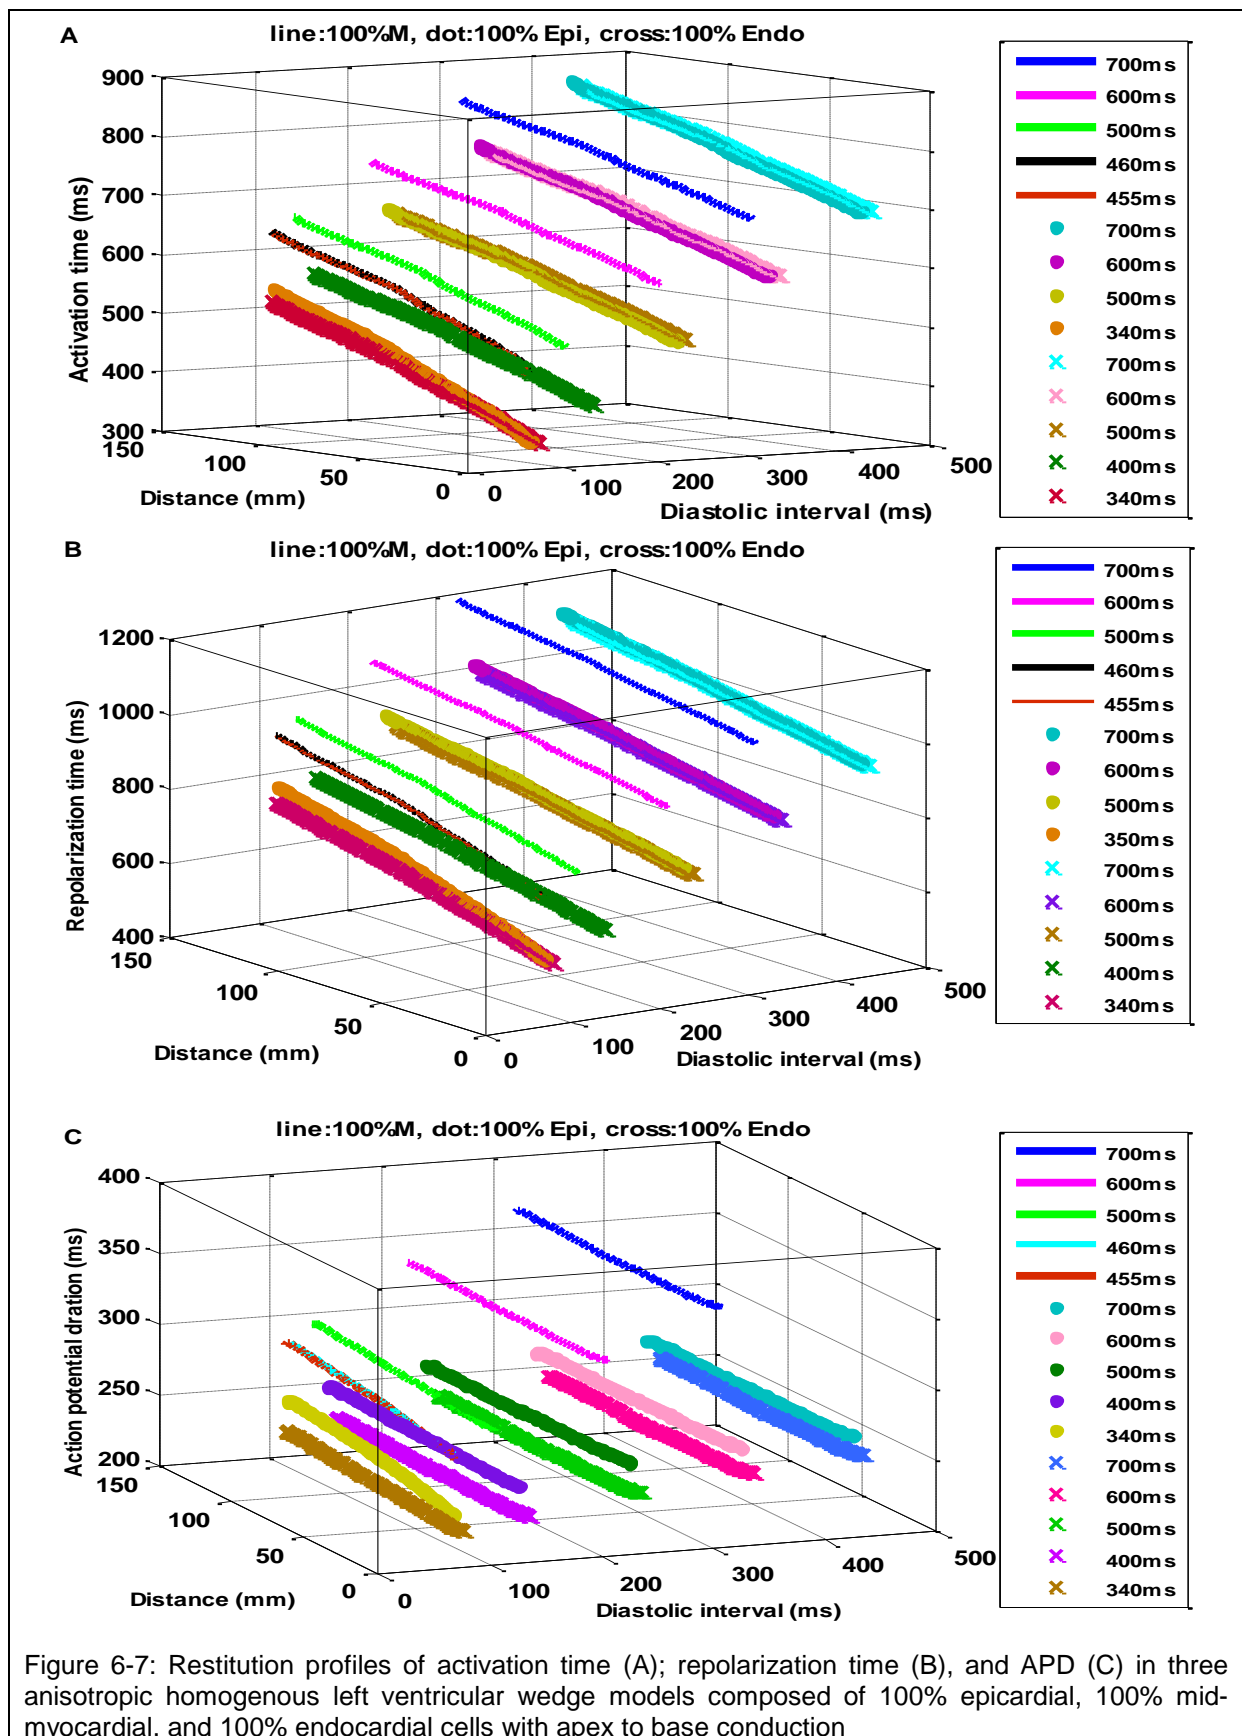 A
line:100%M, dot:100% Epi, cross:100% Endo
900
800
700
600
500
400
300
Activation time (ms)
150
100
50
0
Distance (mm)
0
100
200
300
400
500
Diastolic interval (ms)
700ms
600ms
500ms
460ms
455ms
700ms
600ms
500ms
340ms
700ms
600ms
500ms
400ms
340ms
B
line:100%M, dot:100% Epi, cross:100% Endo
1200
1000
800
600
400
Repolarization time (ms)
150
100
50
0
Distance (mm)
0
100
200
300
400
500
Diastolic interval (ms)
700ms
600ms
500ms
460ms
455ms
700ms
600ms
500ms
350ms
700ms
600ms
500ms
400ms
340ms
C
line:100%M, dot:100% Epi, cross:100% Endo
400
350
300
250
200
Action potential dration (ms)
150
100
50
0
Distance (mm)
0
100
200
300
400
500
Diastolic interval (ms)
700ms
600ms
500ms
460ms
455ms
700ms
600ms
500ms
400ms
340ms
700ms
600ms
500ms
400ms
340ms
Figure 6-7: Restitution profiles of activation time (A); repolarization time (B), and APD (C) in three
anisotropic homogenous left ventricular wedge models composed of 100% epicardial, 100% mid-
myocardial, and 100% endocardial cells with apex to base conduction